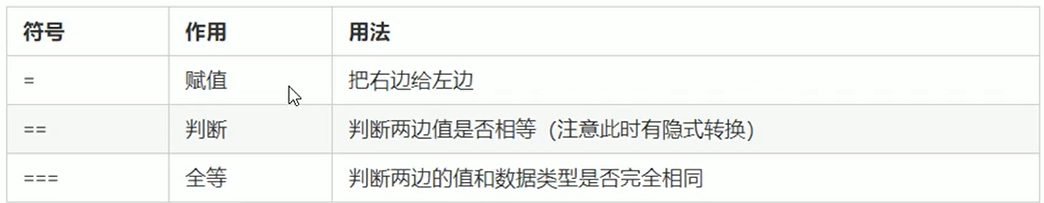 符号 作用 用法
= 赋值 把右边给左边
== 判断 判断两边值是否相等（注意此时有隐式转换）
=== 全等 判断两边的值和数据类型是否完全相同